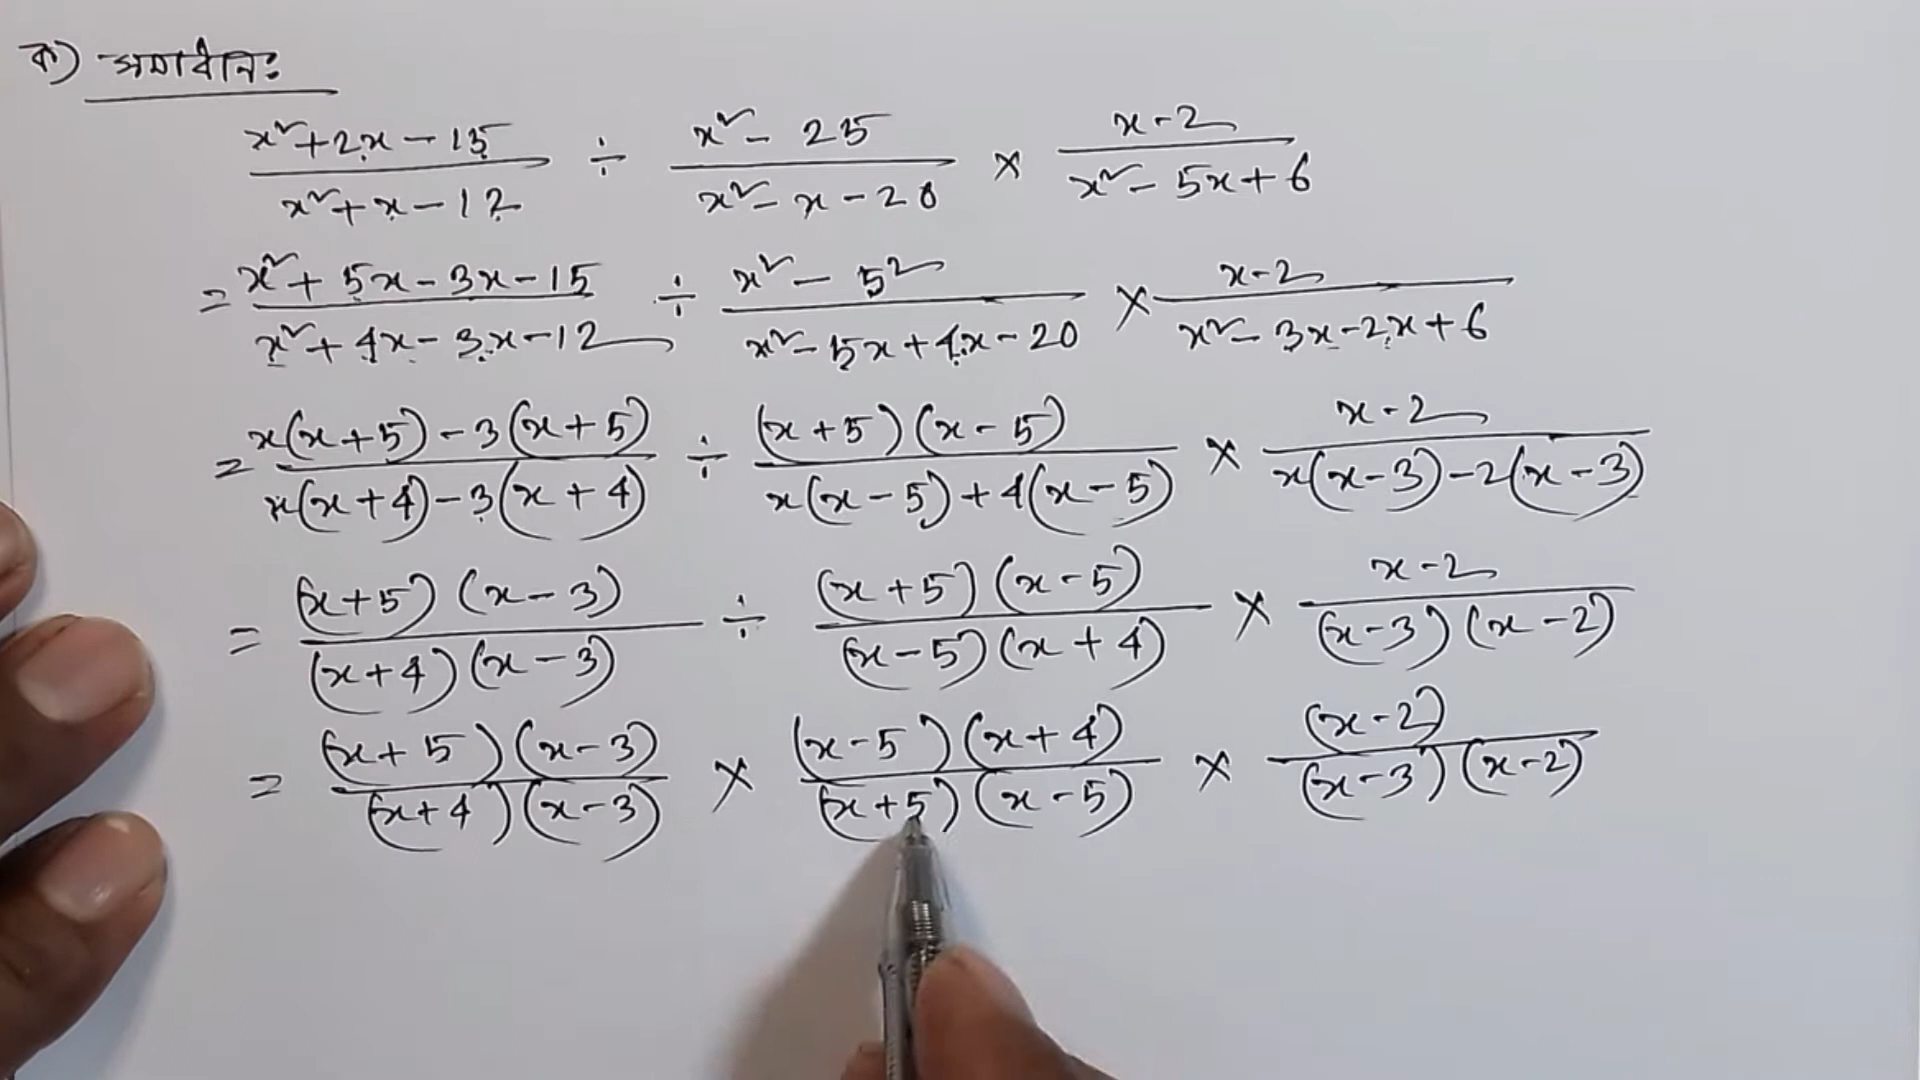 ক) সমাধানঃ
x²+2x-15 / x²+x-12 ÷ x²-25 / x²-x-20 × x-2 / x²-5x+6
= x²+5x-3x-15 / x²+4x-3x-12 ÷ x²-5² / x²-5x+4x-20 × x-2 / x²-3x-2x+6
= x(x+5)-3(x+5) / x(x+4)-3(x+4) ÷ (x+5)(x-5) / x(x-5)+4(x-5) × x-2 / x(x-3)-2(x-3)
= (x+5)(x-3) / (x+4)(x-3) ÷ (x+5)(x-5) / (x-5)(x+4) × x-2 / (x-3)(x-2)
= (x+5)(x-3) / (x+4)(x-3) × (x-5)(x+4) / (x+5)(x-5) × (x-2) / (x-3)(x-2)